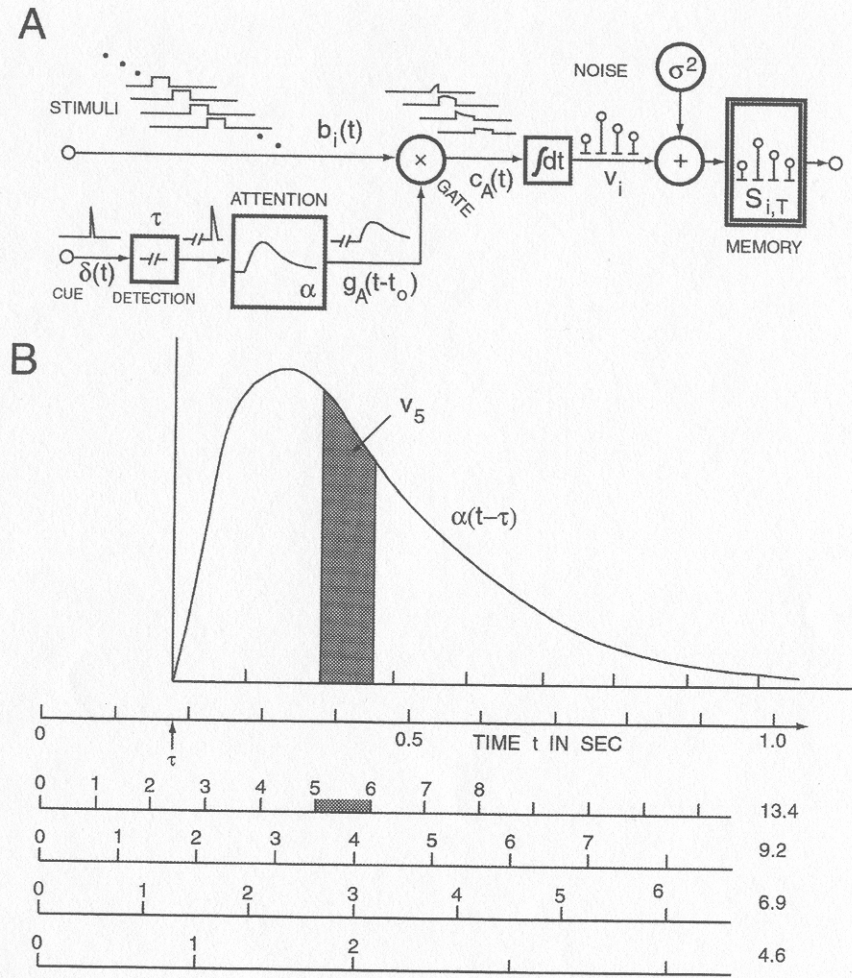 A
STIMULI
b_i(t)
NOISE
σ²
×
GATE
c_A(t)
∫dt
v_i
+
S_i,T
MEMORY
ATTENTION
τ
δ(t)
CUE
DETECTION
α
g_A(t-t_o)
B
v_5
α(t−τ)
0 0.5 TIME t IN SEC 1.0
τ
0 1 2 3 4 5 6 7 8 13.4
0 1 2 3 4 5 6 7 9.2
0 1 2 3 4 5 6 6.9
0 1 2 4.6